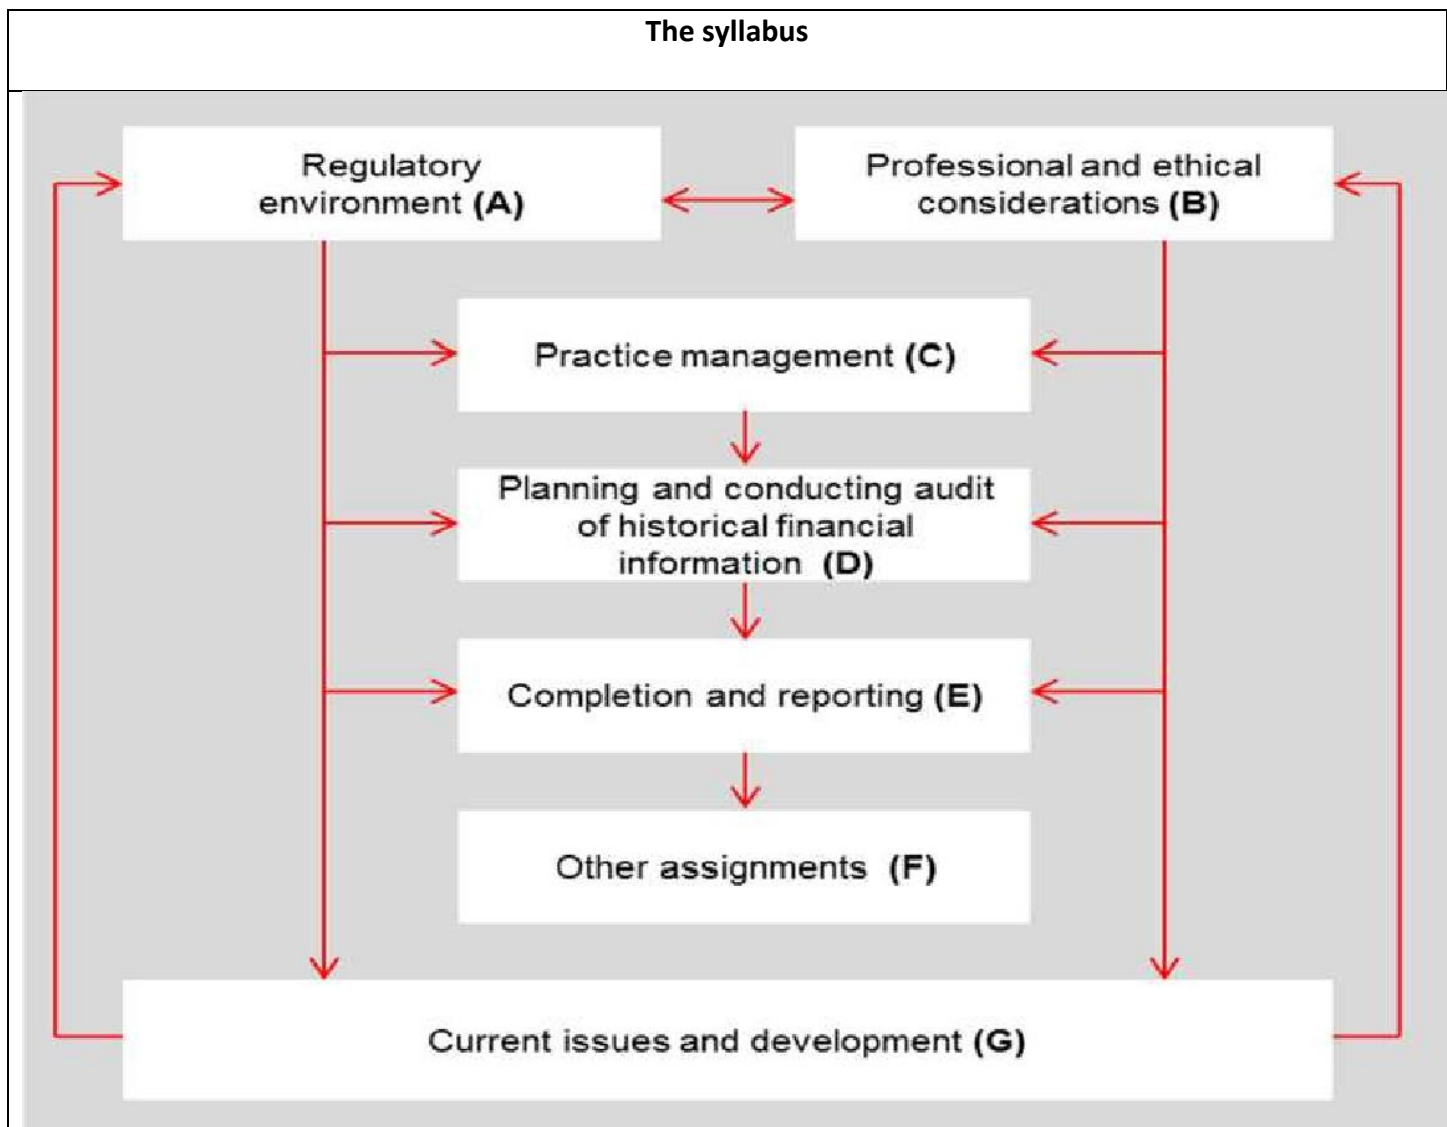 The syllabus
Regulatory
environment (A)
Professional and ethical
considerations (B)
Practice management (C)
Planning and conducting audit
of historical financial
information (D)
Completion and reporting (E)
Other assignments (F)
Current issues and development (G)